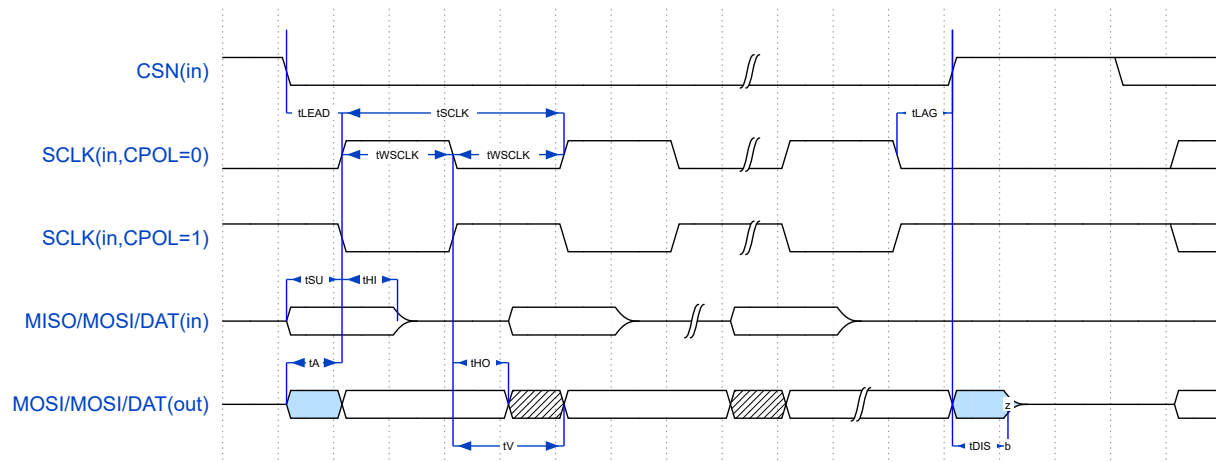 CSN(in)
tLEAD tSCLK tLAG
SCLK(in,CPOL=0) tWSCLK tWSCLK
SCLK(in,CPOL=1)
tSU tHI
MISO/MOSI/DAT(in)
tA tHO
MOSI/MOSI/DAT(out) z
tV tDIS b